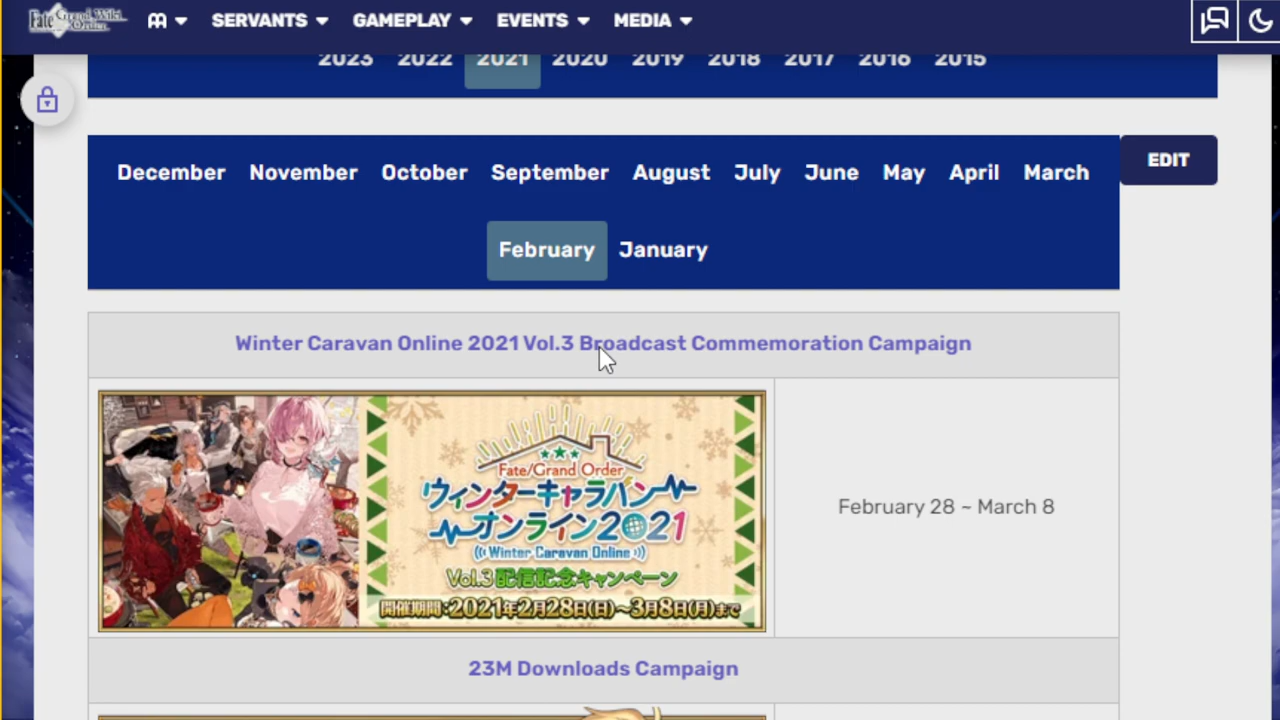 Fate Grand Wiki Order.
SERVANTS GAMEPLAY EVENTS MEDIA
2023 2022 2021 2020 2019 2018 2017 2016 2015
December November October September August July June May April March
EDIT
February January
Winter Caravan Online 2021 Vol.3 Broadcast Commemoration Campaign
Fate/Grand Order
ウィンターキャラバン
オンライン2021
((Winter Caravan Online))
Vol.3 配信記念キャンペーン
開催期間:2021年2月28日(日)~3月8日(月)まで
February 28 ~ March 8
23M Downloads Campaign